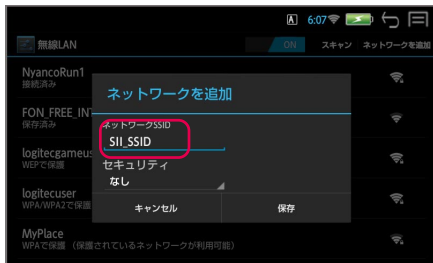 A 6:07
無線LAN ON スキャン ネットワークを追加
NyancoRun1
接続済み
ネットワークを追加
FON_FREE_IN
保存済み
ネットワークSSID
SII_SSID
logitecgameus
WEPで保護
セキュリティ
なし
logitecuser
WPA/WPA2で保護
キャンセル 保存
MyPlace
WPAで保護（保護されているネットワークが利用可能）